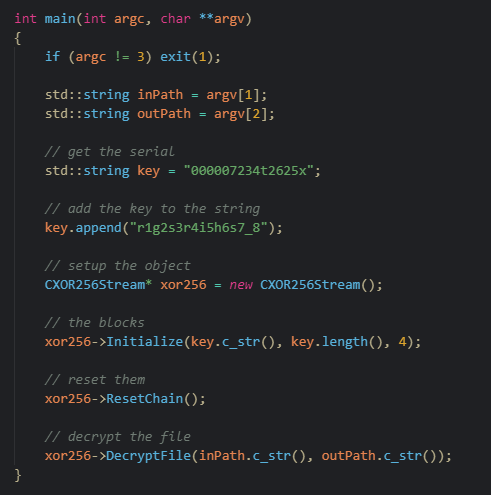 int main(int argc, char **argv)
{
    if (argc != 3) exit(1);

    std::string inPath = argv[1];
    std::string outPath = argv[2];

    // get the serial
    std::string key = "000007234t2625x";

    // add the key to the string
    key.append("r1g2s3r4i5h6s7_8");

    // setup the object
    CXOR256Stream* xor256 = new CXOR256Stream();

    // the blocks
    xor256->Initialize(key.c_str(), key.length(), 4);

    // reset them
    xor256->ResetChain();

    // decrypt the file
    xor256->DecryptFile(inPath.c_str(), outPath.c_str());
}